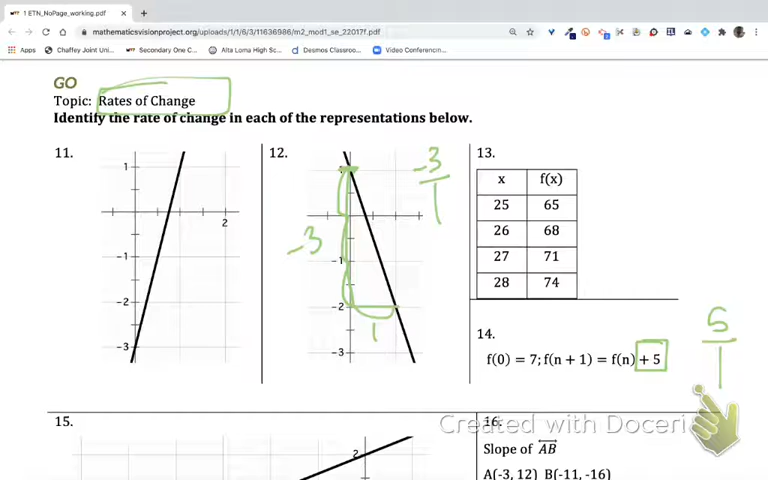 1 ETN_NoPage_working.pdf
mathematicsvisionproject.org/uploads/1/1/6/3/11636986/m2_mod1_se_22017f.pdf
Apps
Chaffey Joint Uni...
Secondary One C...
Alta Loma High Sc...
Desmos Classroo...
Video Conferencin...
GO
Topic: Rates of Change
Identify the rate of change in each of the representations below.
11.
1
2
-1
-2
-3
12.
-3
1
-3
-1
-2
1
-3
13.
x f(x)
25 65
26 68
27 71
28 74
14.
f(0) = 7; f(n + 1) = f(n) + 5
5
1
Created with Doceri
15.
2
16.
Slope of AB
A(-3, 12) B(-11, -16)